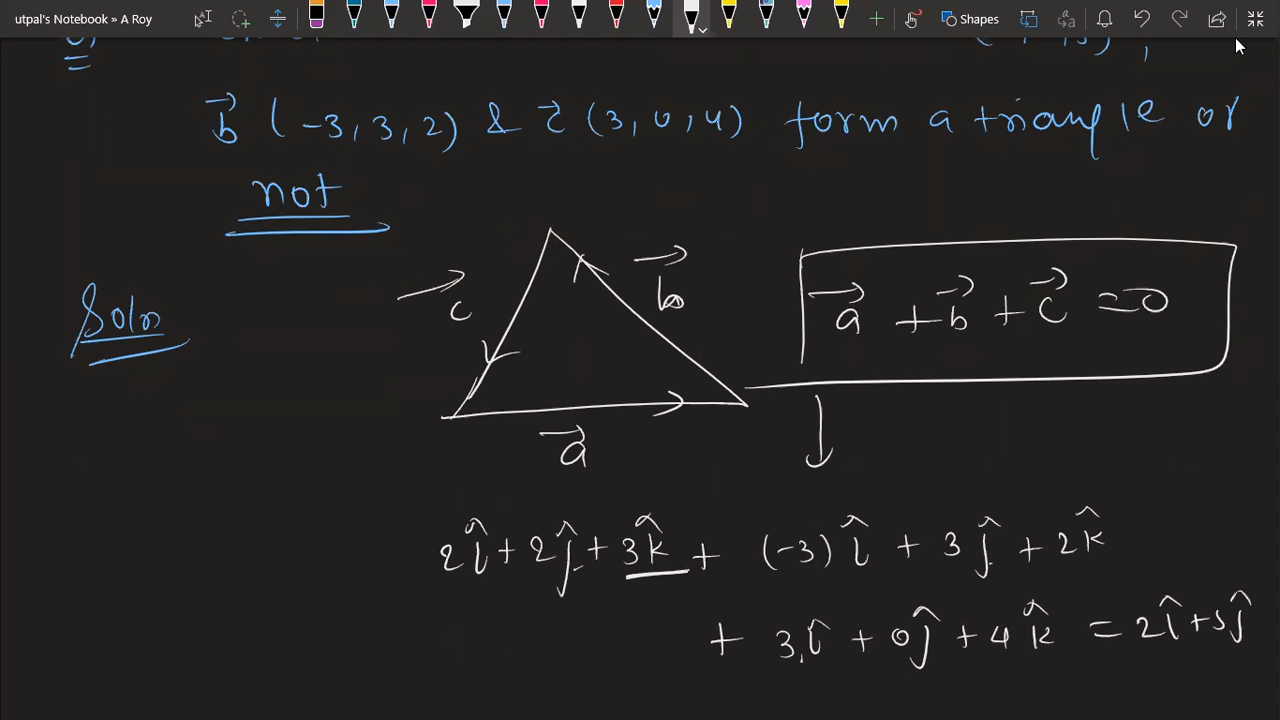 utpal's Notebook » A Roy
Shapes
b⃗ (-3, 3, 2) & c⃗ (3, 0, 4) form a triangle or
not
Soln
c⃗
b⃗
a⃗ + b⃗ + c⃗ = 0
a⃗
2î + 2ĵ + 3k̂ + (-3) î + 3ĵ + 2k̂
+ 3î + 0ĵ + 4k̂ = 2î + 5ĵ